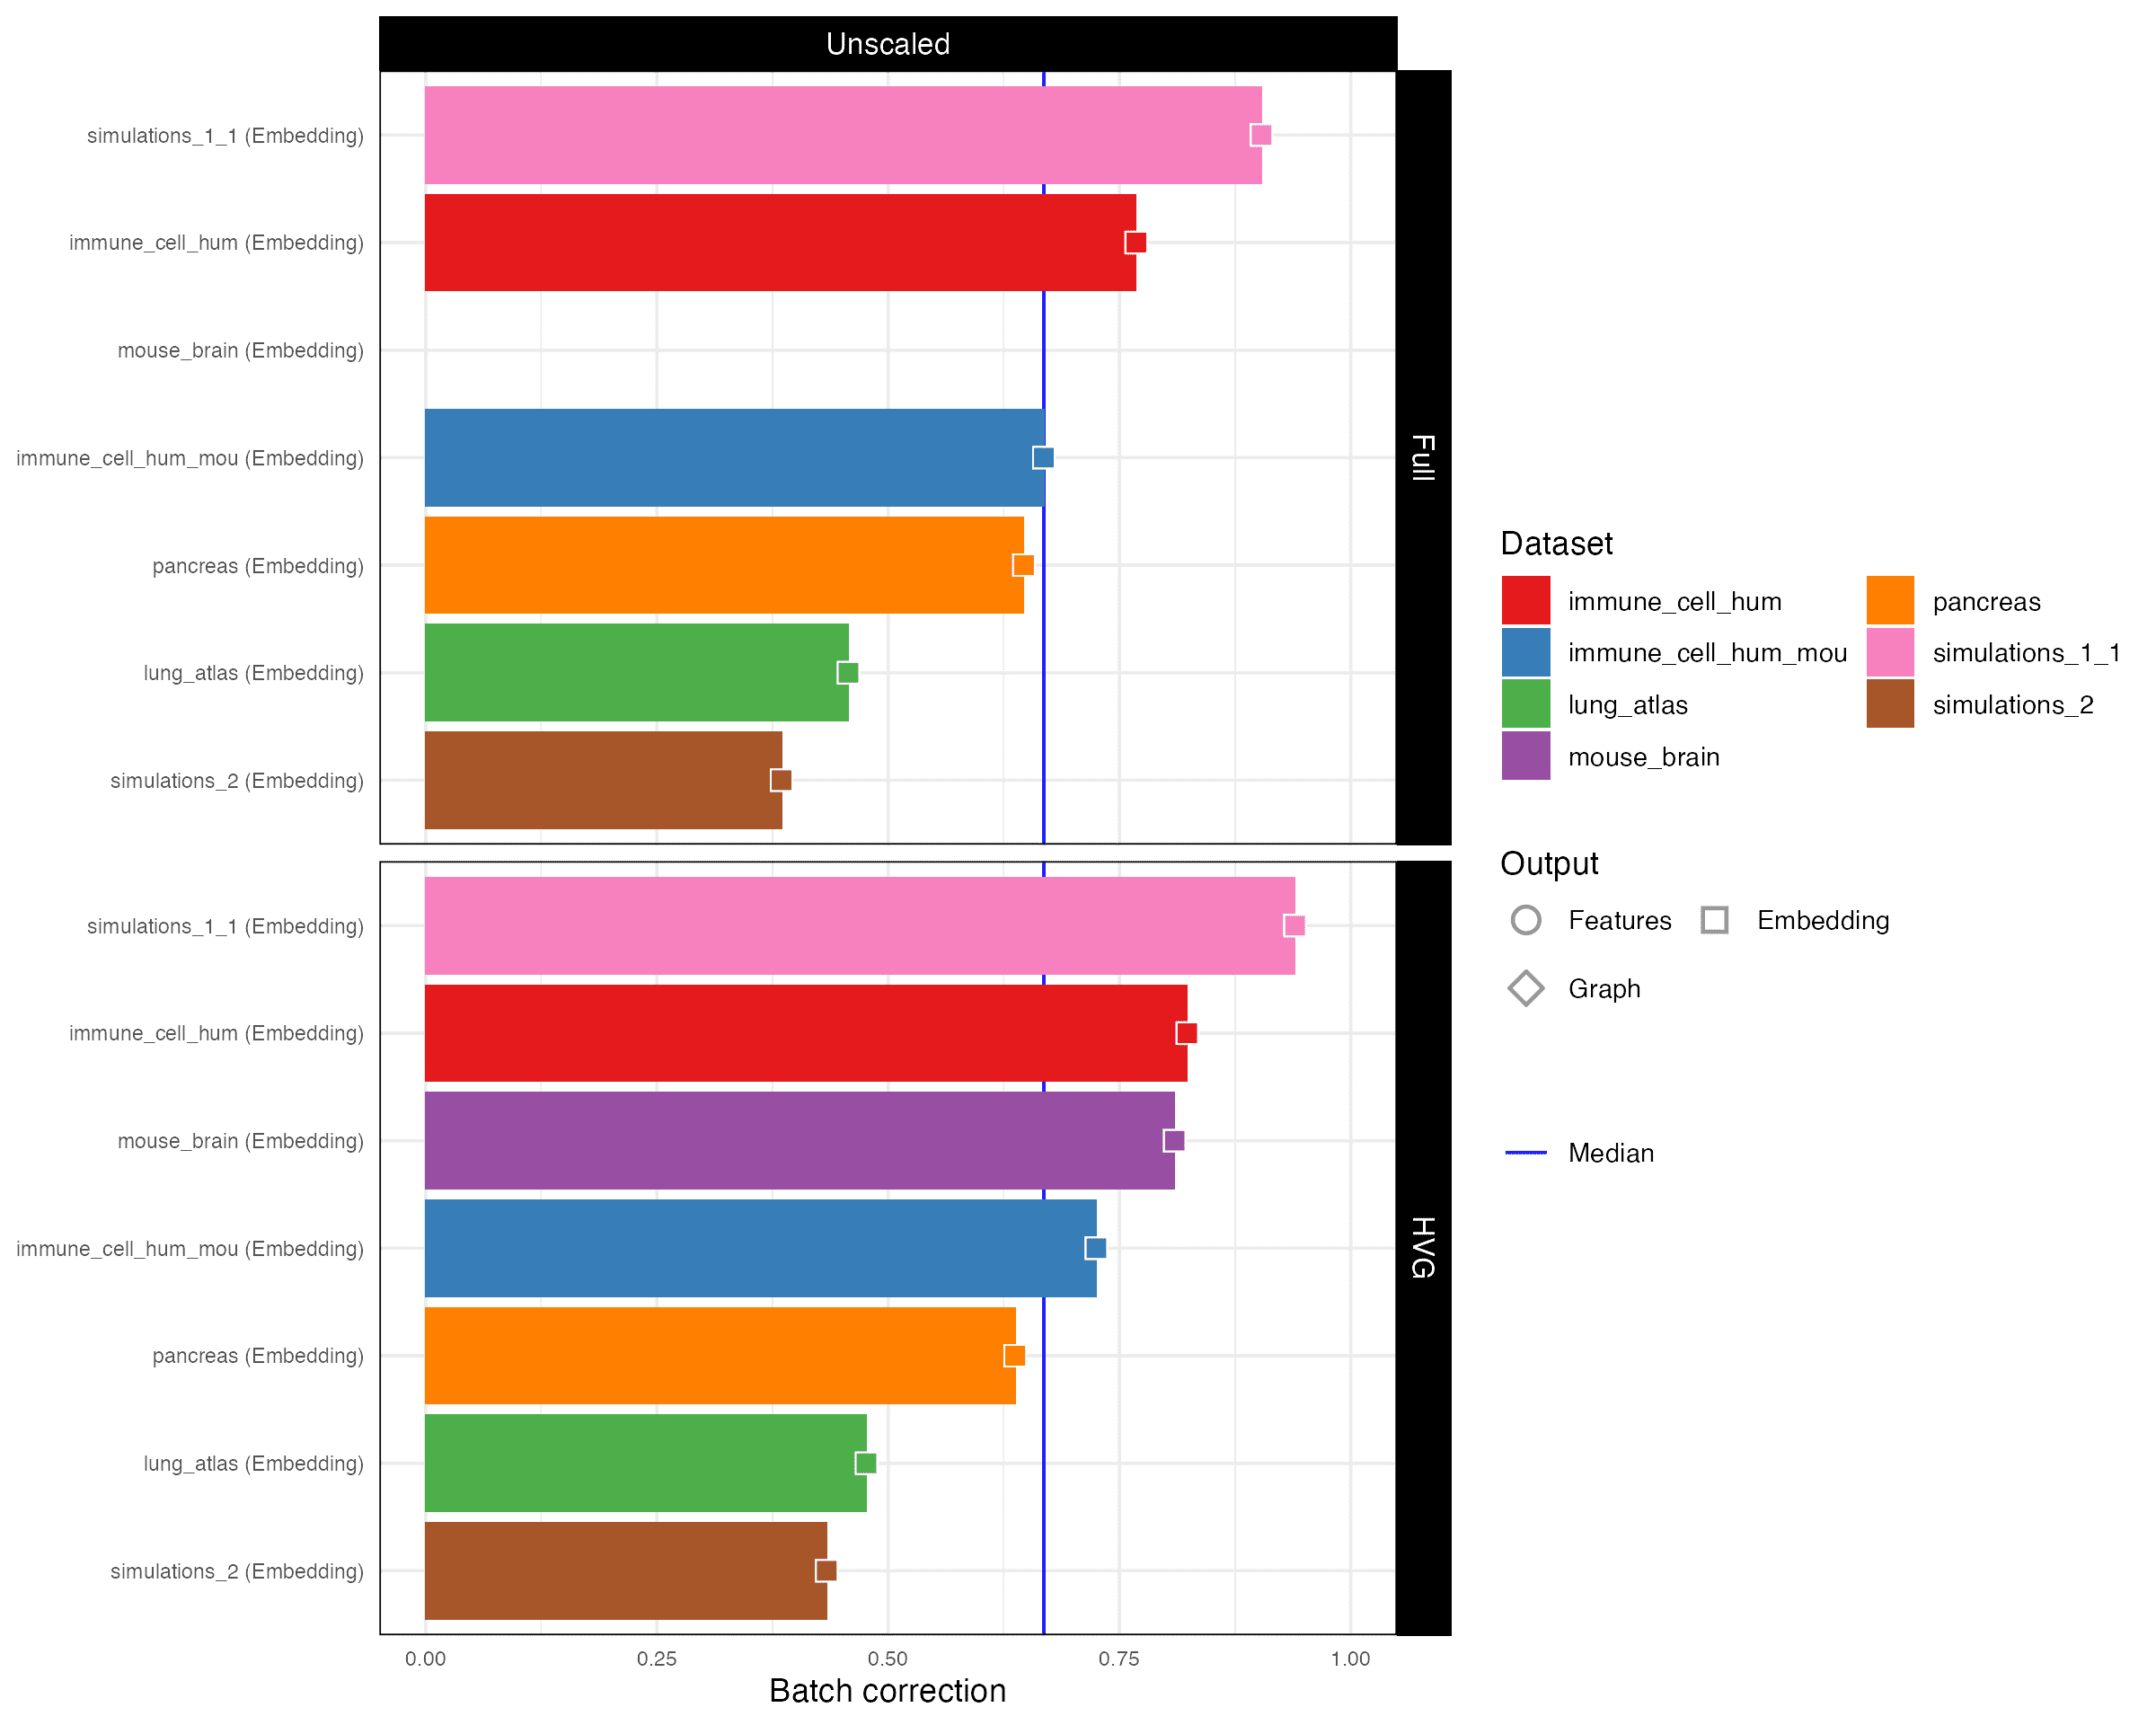 Unscaled
simulations_1_1 (Embedding)
immune_cell_hum (Embedding)
mouse_brain (Embedding)
immune_cell_hum_mou (Embedding)
pancreas (Embedding)
lung_atlas (Embedding)
simulations_2 (Embedding)
Full
simulations_1_1 (Embedding)
immune_cell_hum (Embedding)
mouse_brain (Embedding)
immune_cell_hum_mou (Embedding)
pancreas (Embedding)
lung_atlas (Embedding)
simulations_2 (Embedding)
HVG
0.00 0.25 0.50 0.75 1.00
Batch correction
Dataset
immune_cell_hum pancreas
immune_cell_hum_mou simulations_1_1
lung_atlas simulations_2
mouse_brain
Output
Features Embedding
Graph
Median